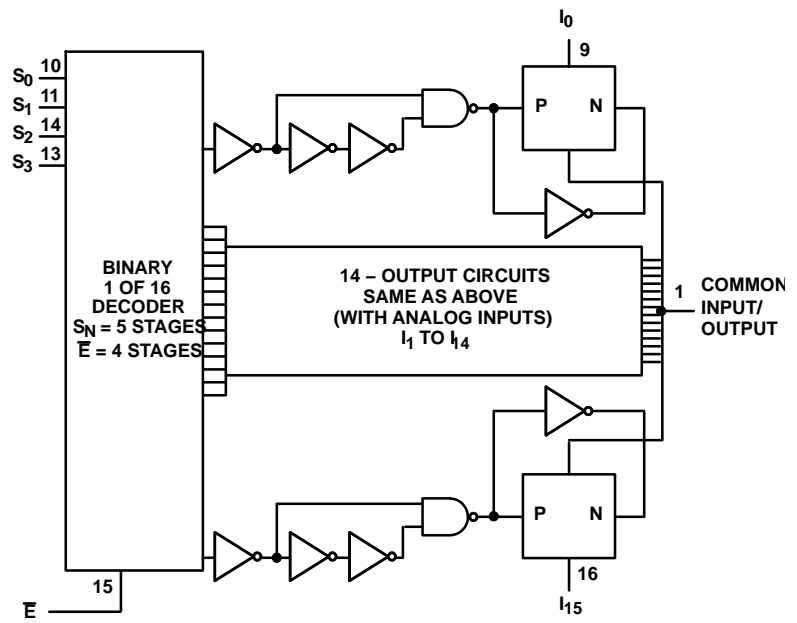 I0
9
10
S0
11
S1
14
S2
13
S3
P N
BINARY
1 OF 16
DECODER
SN = 5 STAGES
E̅ = 4 STAGES
14 – OUTPUT CIRCUITS
SAME AS ABOVE
(WITH ANALOG INPUTS)
I1 TO I14
1
COMMON
INPUT/
OUTPUT
P N
15
E̅
16
I15